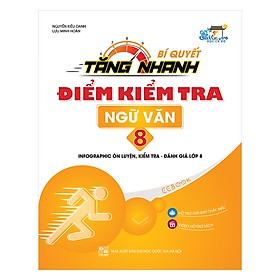 NGUYỄN KIỀU OANH
LƯU MINH HOÀN
BÍ QUYẾT
TĂNG NHANH
ĐIỂM KIỂM TRA
NGỮ VĂN
8
INFOGRAPHIC ÔN LUYỆN, KIỂM TRA - ĐÁNH GIÁ LỚP 8
CCBOOK
NHÀ XUẤT BẢN ĐẠI HỌC QUỐC GIA HÀ NỘI